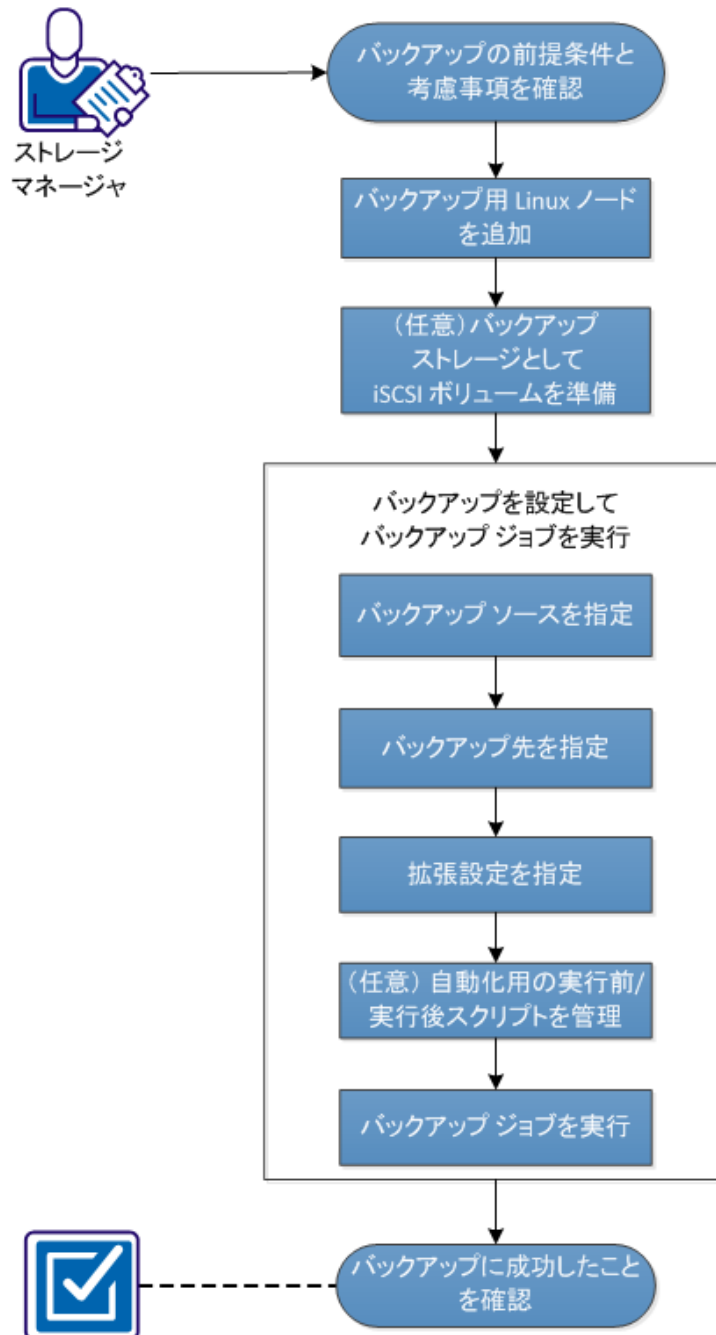 ストレージ
マネージャ
バックアップの前提条件と
考慮事項を確認
バックアップ用 Linux ノード
を追加
（任意）バックアップ
ストレージとして
iSCSI ボリュームを準備
バックアップを設定して
バックアップ ジョブを実行
バックアップ ソースを指定
バックアップ先を指定
拡張設定を指定
（任意） 自動化用の実行前/
実行後スクリプトを管理
バックアップ ジョブを実行
バックアップに成功したこと
を確認